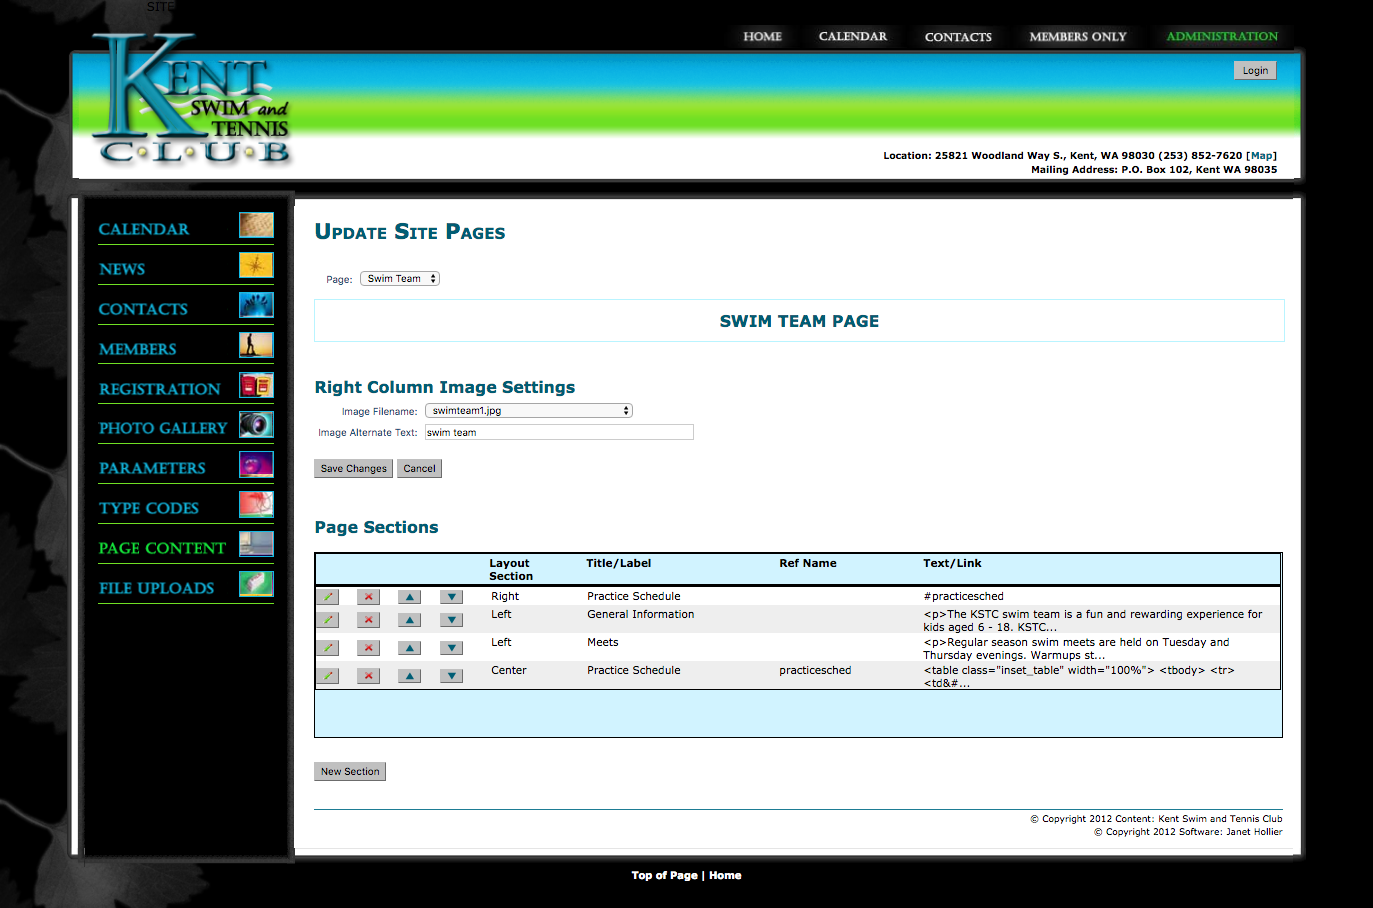 SITE
HOME CALENDAR CONTACTS MEMBERS ONLY ADMINISTRATION
Login
KENT
SWIM and
TENNIS
C•L•U•B
Location: 25821 Woodland Way S., Kent, WA 98030 (253) 852-7620 [Map]
Mailing Address: P.O. Box 102, Kent WA 98035
CALENDAR
NEWS
CONTACTS
MEMBERS
REGISTRATION
PHOTO GALLERY
PARAMETERS
TYPE CODES
PAGE CONTENT
FILE UPLOADS
UPDATE SITE PAGES
Page: Swim Team
SWIM TEAM PAGE
Right Column Image Settings
Image Filename: swimteam1.jpg
Image Alternate Text: swim team
Save Changes Cancel
Page Sections
Layout Section Title/Label Ref Name Text/Link
Right Practice Schedule #practicesched
Left General Information <p>The KSTC swim team is a fun and rewarding experience for
kids aged 6 - 18. KSTC...
Left Meets <p>Regular season swim meets are held on Tuesday and
Thursday evenings. Warmups st...
Center Practice Schedule practicesched <table class="inset_table" width="100%"> <tbody> <tr>
<td&#...
New Section
© Copyright 2012 Content: Kent Swim and Tennis Club
© Copyright 2012 Software: Janet Hollier
Top of Page | Home